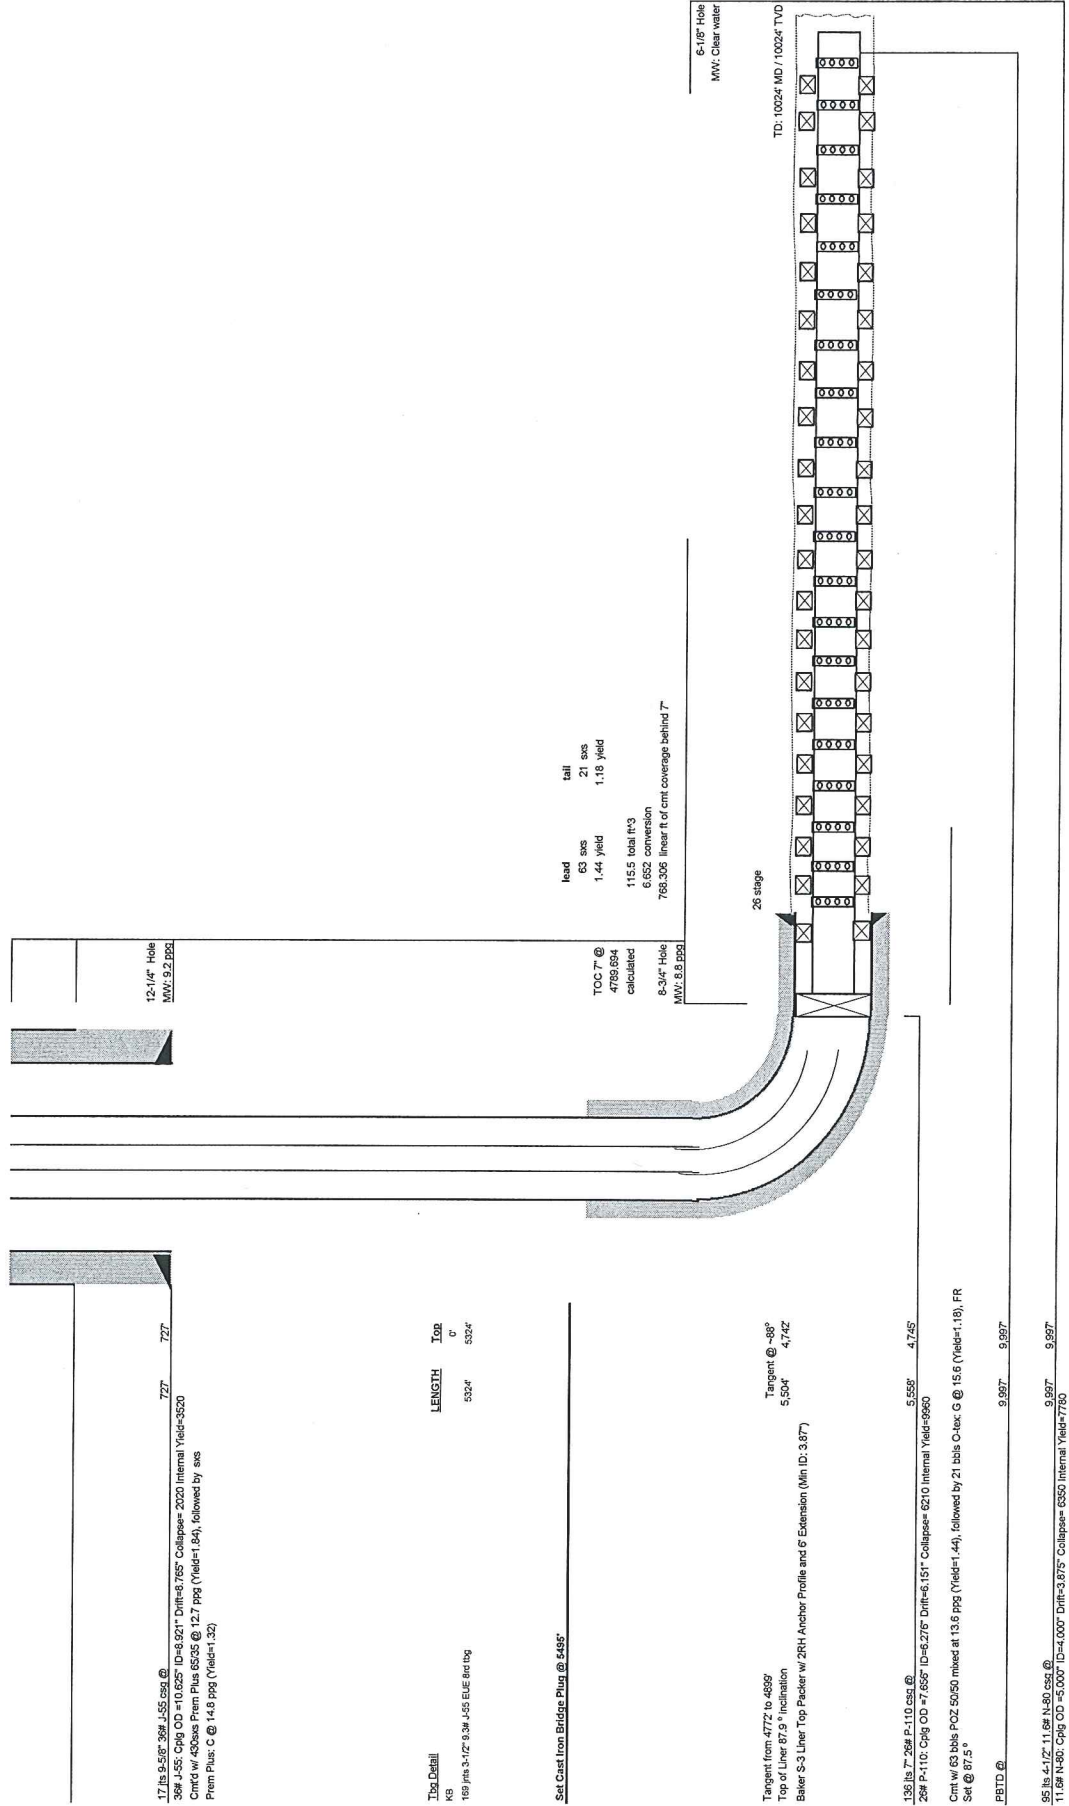 17 jts 9-5/8" 36# J-55 csg @ 727' 727'
36# J-55: Cplg OD =10.625" ID=8.921" Drift=8.765" Collapse= 2020 Internal Yield=3520
Cmt'd w/ 430sxs Prem Plus 65/35 @ 12.7 ppg (Yield=1.84), followed by sxs
Prem Plus: C @ 14.8 ppg (Yield=1.32)
12-1/4" Hole
MW: 9.2 ppg
Tbg Detail LENGTH Top
KB 0'
169 jnts 3-1/2" 9.3# J-55 EUE 8rd tbg 5324' 5324'
Set Cast Iron Bridge Plug @ 5495'
lead tail
63 sxs 21 sxs
1.44 yield 1.18 yield
115.5 total ft^3
6.652 conversion
768.306 linear ft of cmt coverage behind 7"
TOC 7" @
4789.694
calculated
8-3/4" Hole
MW: 8.8 ppg
6-1/8" Hole
MW: Clear water
TD: 10024' MD / 10024' TVD
26 stage
Tangent from 4772' to 4899' Tangent @ ~88°
Top of Liner 87.9 ° inclination 5,504' 4,742'
Baker S-3 Liner Top Packer w/ 2RH Anchor Profile and 6' Extension (Min ID: 3.87")
136 jts 7" 26# P-110 csg @ 5,558' 4,745'
26# P-110: Cplg OD =7.656" ID=6.276" Drift=6.151" Collapse= 6210 Internal Yield=9960
Cmt w/ 63 bbls POZ 50/50 mixed at 13.6 ppg (Yield=1.44), followed by 21 bbls O-tex: G @ 15.6 (Yield=1.18), FR
Set @ 87.5 °
PBTD @ 9,997' 9,997'
95 jts 4-1/2" 11.6# N-80 csg @ 9,997' 9,997'
11.6# N-80: Cplg OD =5.000" ID=4.000" Drift=3.875" Collapse= 6350 Internal Yield=7780